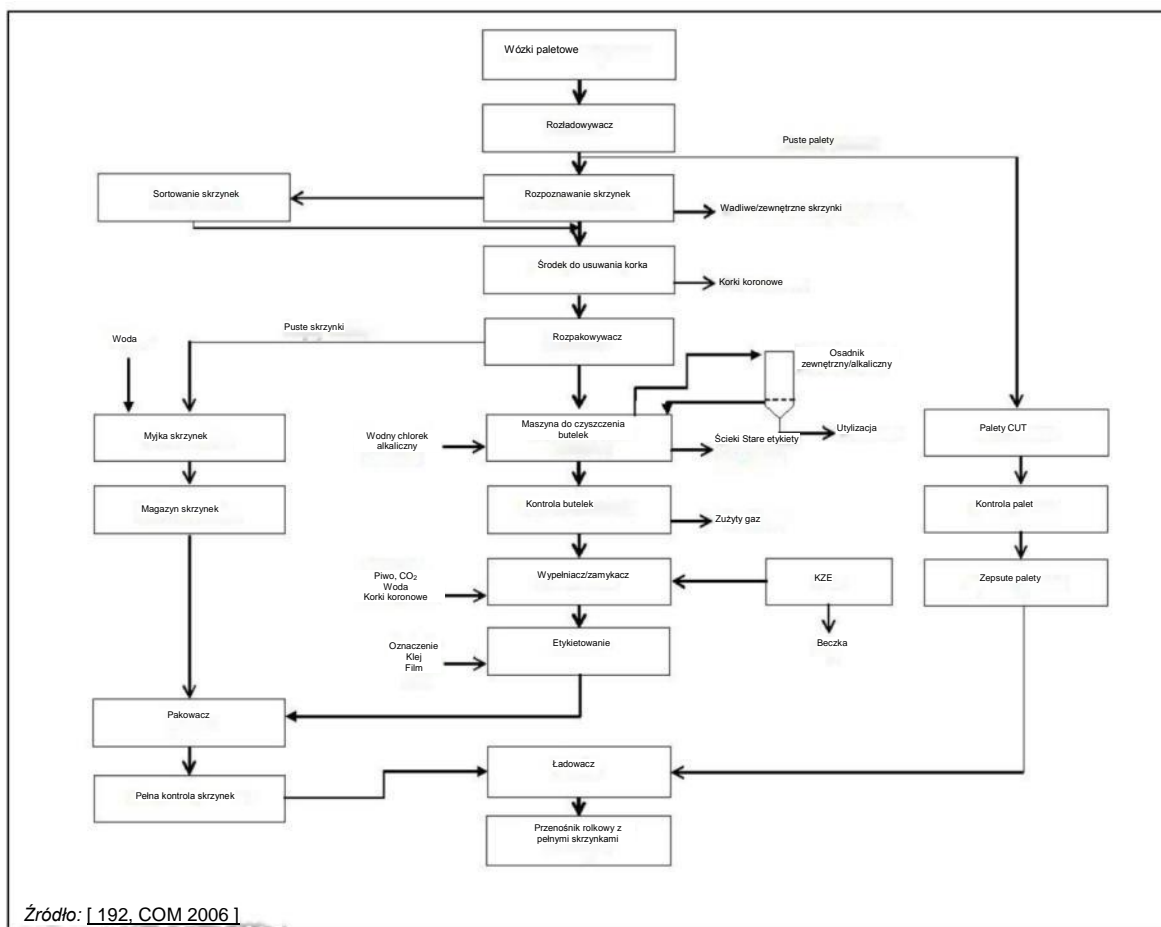 Wózki paletowe
Rozładowywacz
Puste palety
Sortowanie skrzynek
Rozpoznawanie skrzynek
Wadliwe/zewnętrzne skrzynki
Środek do usuwania korka
Korki koronowe
Puste skrzynki
Rozpakowywacz
Woda
Osadnik
zewnętrzny/alkaliczny
Myjka skrzynek
Wodny chlorek
alkaliczny
Maszyna do czyszczenia
butelek
Utylizacja
Ścieki Stare etykiety
Palety CUT
Magazyn skrzynek
Kontrola butelek
Zużyty gaz
Kontrola palet
Piwo, CO₂
Woda
Korki koronowe
Wypełniacz/zamykacz
KZE
Zepsute palety
Beczka
Oznaczenie
Klej
Film
Etykietowanie
Pakowacz
Pełna kontrola skrzynek
Ładowacz
Przenośnik rolkowy z
pełnymi skrzynkami
Źródło: [ 192, COM 2006 ]